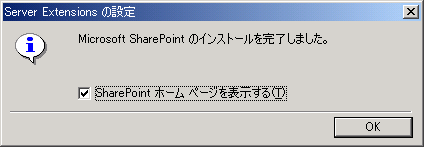 Server Extensions の設定
Microsoft SharePoint のインストールを完了しました。
SharePoint ホーム ページを表示する(T)
OK